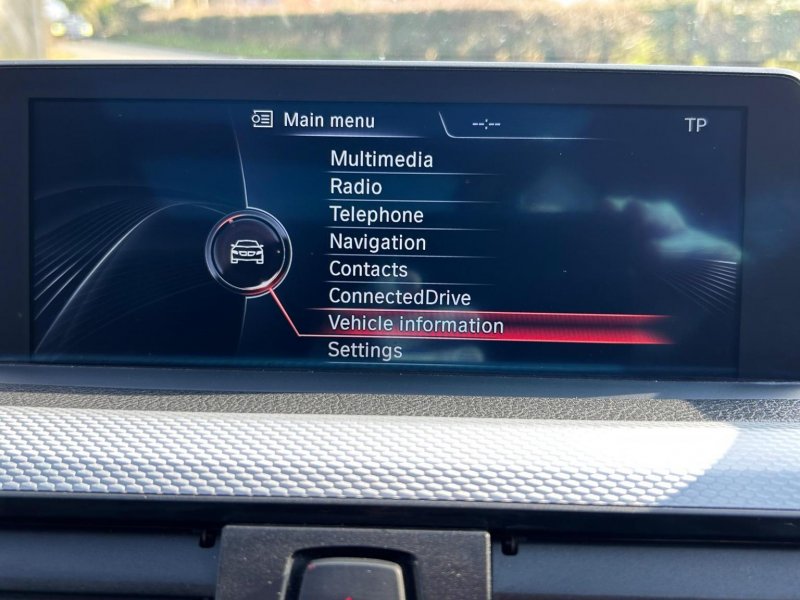 Main menu
--:--
TP
Multimedia
Radio
Telephone
Navigation
Contacts
ConnectedDrive
Vehicle information
Settings